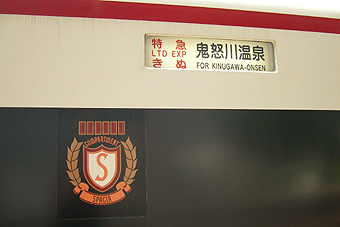 特急
LTD EXP
きぬ
鬼怒川温泉
FOR KINUGAWA-ONSEN
COMPARTMENT
S
SPACIA